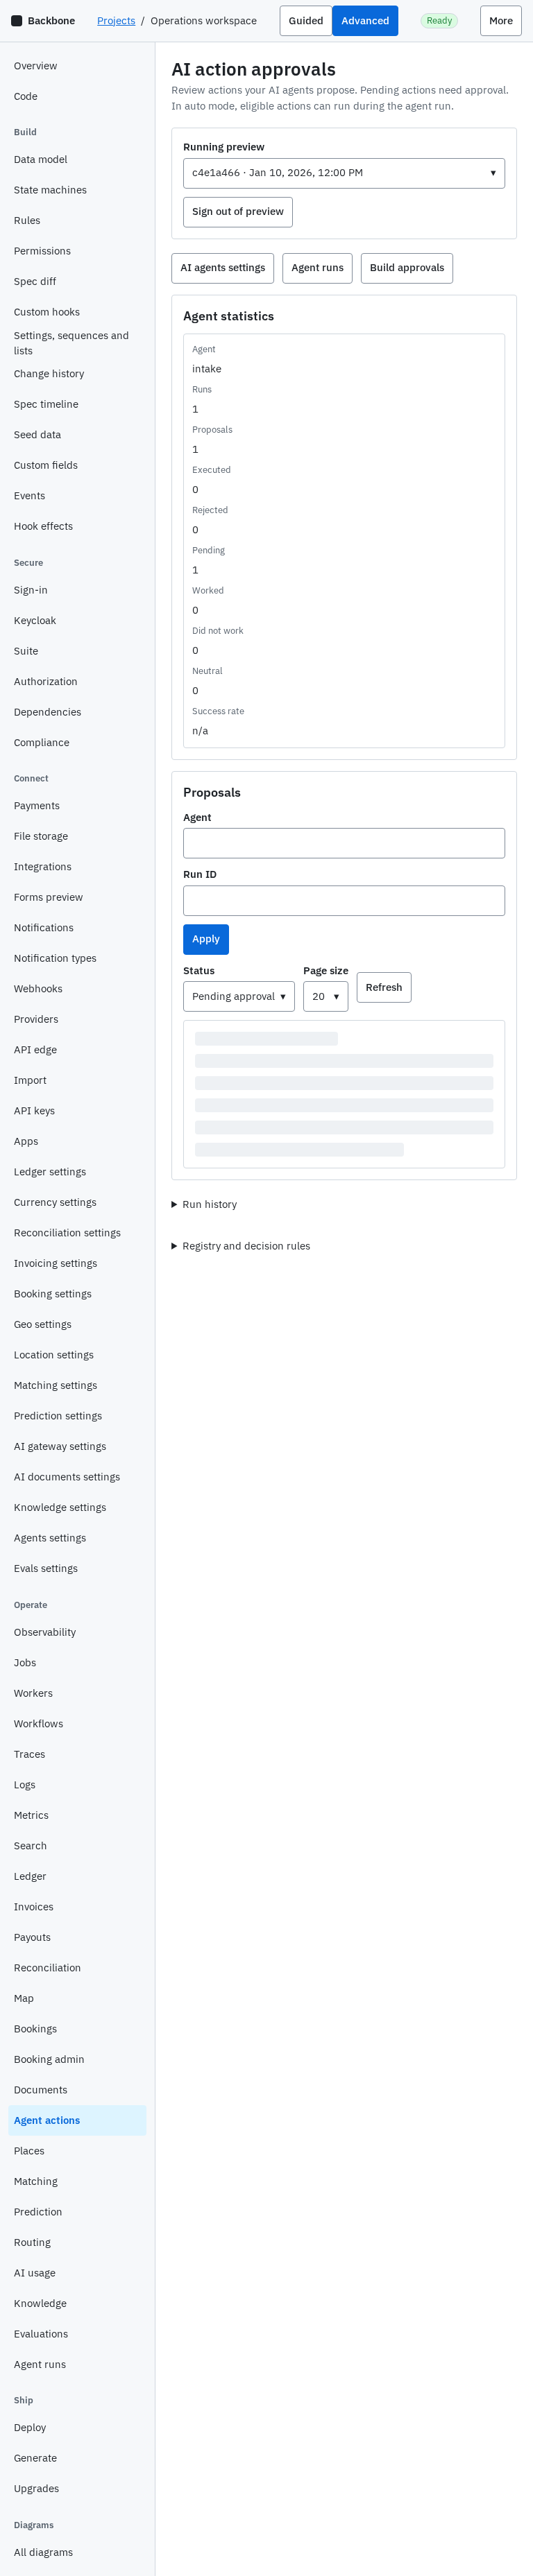 Backbone
Projects / Operations workspace
Guided
Advanced
Ready
More
Overview
Code
Build
Data model
State machines
Rules
Permissions
Spec diff
Custom hooks
Settings, sequences and
lists
Change history
Spec timeline
Seed data
Custom fields
Events
Hook effects
Secure
Sign-in
Keycloak
Suite
Authorization
Dependencies
Compliance
Connect
Payments
File storage
Integrations
Forms preview
Notifications
Notification types
Webhooks
Providers
API edge
Import
API keys
Apps
Ledger settings
Currency settings
Reconciliation settings
Invoicing settings
Booking settings
Geo settings
Location settings
Matching settings
Prediction settings
AI gateway settings
AI documents settings
Knowledge settings
Agents settings
Evals settings
Operate
Observability
Jobs
Workers
Workflows
Traces
Logs
Metrics
Search
Ledger
Invoices
Payouts
Reconciliation
Map
Bookings
Booking admin
Documents
Agent actions
Places
Matching
Prediction
Routing
AI usage
Knowledge
Evaluations
Agent runs
Ship
Deploy
Generate
Upgrades
Diagrams
All diagrams
AI action approvals
Review actions your AI agents propose. Pending actions need approval.
In auto mode, eligible actions can run during the agent run.
Running preview
c4e1a466 · Jan 10, 2026, 12:00 PM
Sign out of preview
AI agents settings
Agent runs
Build approvals
Agent statistics
Agent
intake
Runs
1
Proposals
1
Executed
0
Rejected
0
Pending
1
Worked
0
Did not work
0
Neutral
0
Success rate
n/a
Proposals
Agent
Run ID
Apply
Status
Page size
Pending approval
20
Refresh
Run history
Registry and decision rules